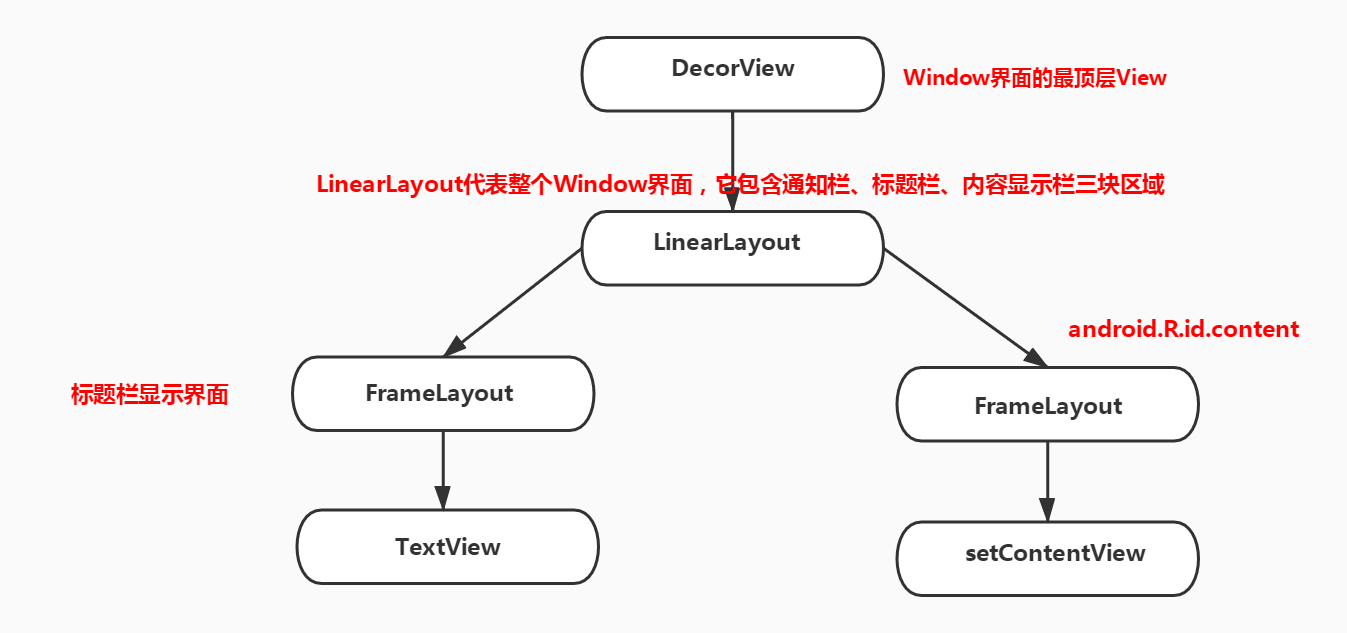 DecorView
Window界面的最顶层View
LinearLayout代表整个Window界面，它包含通知栏、标题栏、内容显示栏三块区域
LinearLayout
android.R.id.content
标题栏显示界面
FrameLayout
FrameLayout
TextView
setContentView